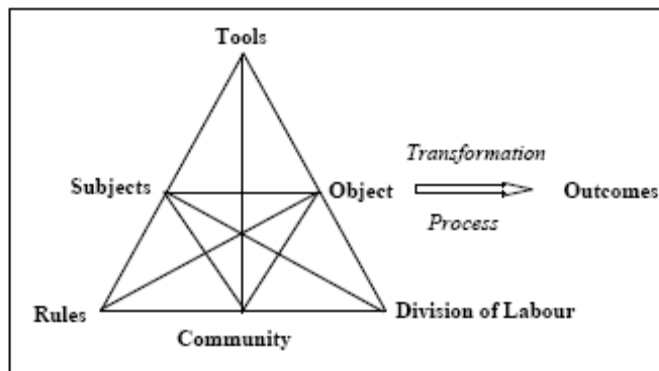 Tools
Transformation
Subjects
Object
Outcomes
Process
Rules
Division of Labour
Community